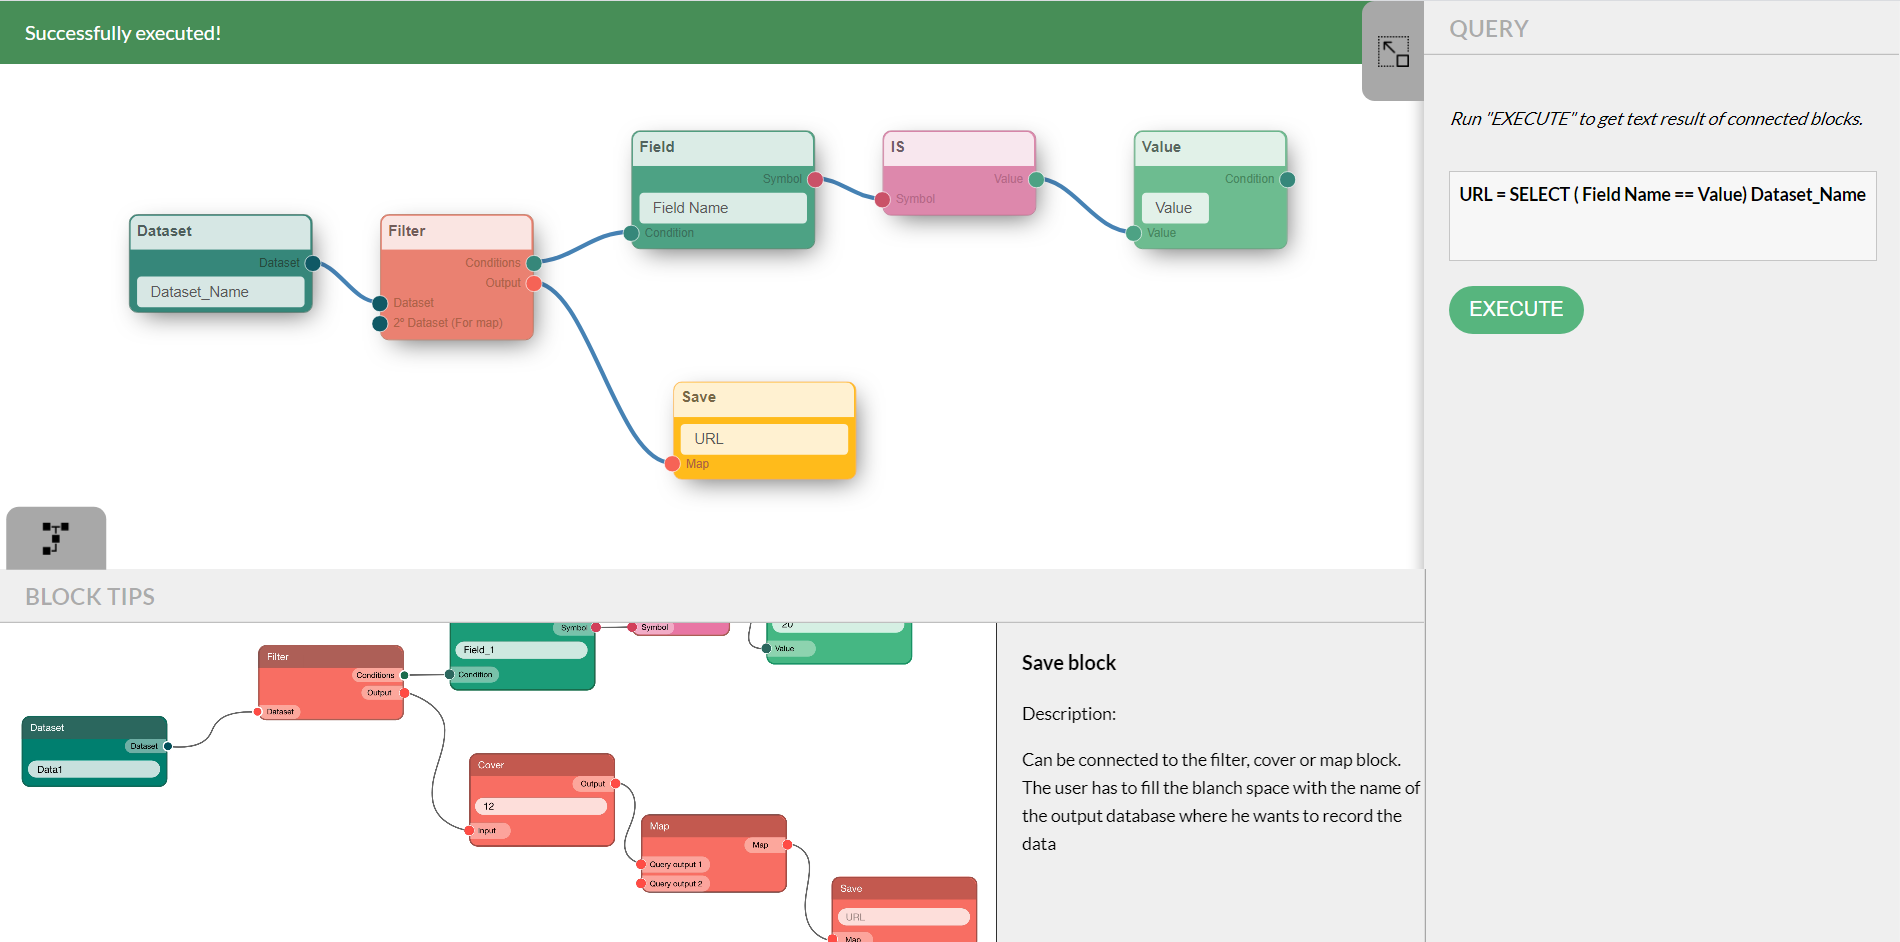 Successfully executed!
QUERY
Run "EXECUTE" to get text result of connected blocks.
URL = SELECT ( Field Name == Value) Dataset_Name
EXECUTE
Dataset
Dataset
Dataset_Name
Filter
Conditions
Output
Dataset
2º Dataset (For map)
Field
Symbol
Field Name
Condition
IS
Value
Symbol
Value
Condition
Value
Value
Save
URL
Map
BLOCK TIPS
Dataset
Dataset
Data1
Filter
Conditions
Output
Dataset
Symbol
Field_1
Condition
Symbol
20
Value
Cover
Output
12
Input
Map
Map
Query output 1
Query output 2
Save
URL
Map
Save block
Description:
Can be connected to the filter, cover or map block.
The user has to fill the blanch space with the name of
the output database where he wants to record the
data